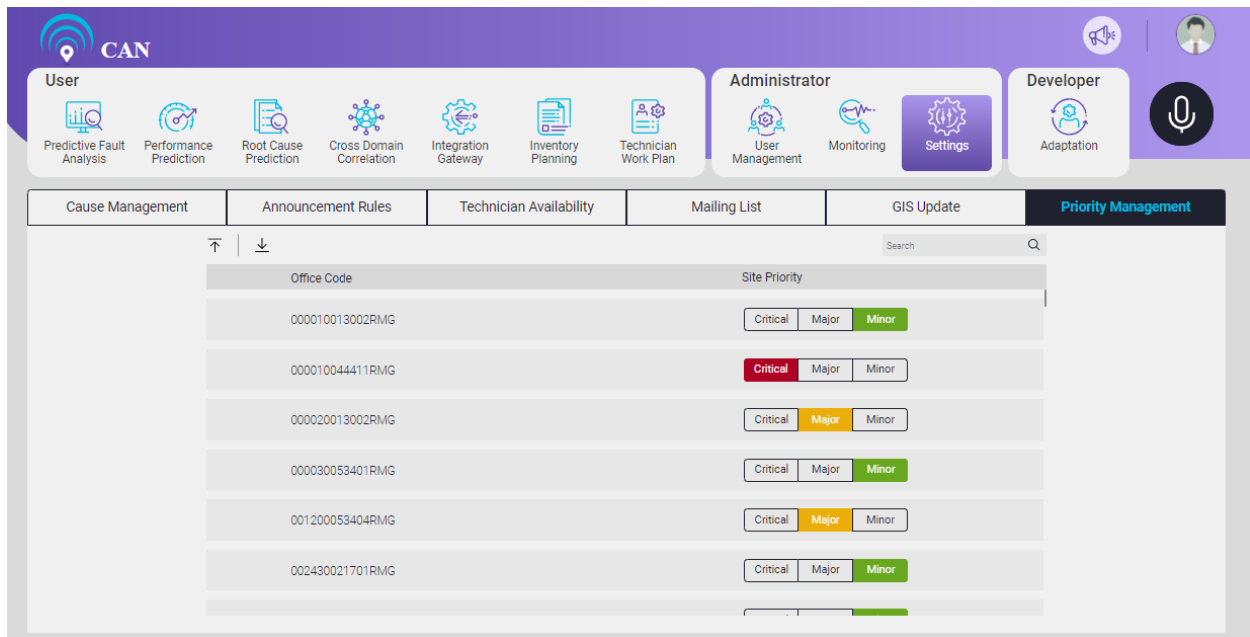 CAN
User
Administrator
Developer
Predictive Fault Analysis
Performance Prediction
Root Cause Prediction
Cross Domain Correlation
Integration Gateway
Inventory Planning
Technician Work Plan
User Management
Monitoring
Settings
Adaptation
Cause Management
Announcement Rules
Technician Availability
Mailing List
GIS Update
Priority Management
Search
Office Code Site Priority
000010013002RMG Critical Major Minor
000010044411RMG Critical Major Minor
000020013002RMG Critical Major Minor
000030053401RMG Critical Major Minor
001200053404RMG Critical Major Minor
002430021701RMG Critical Major Minor